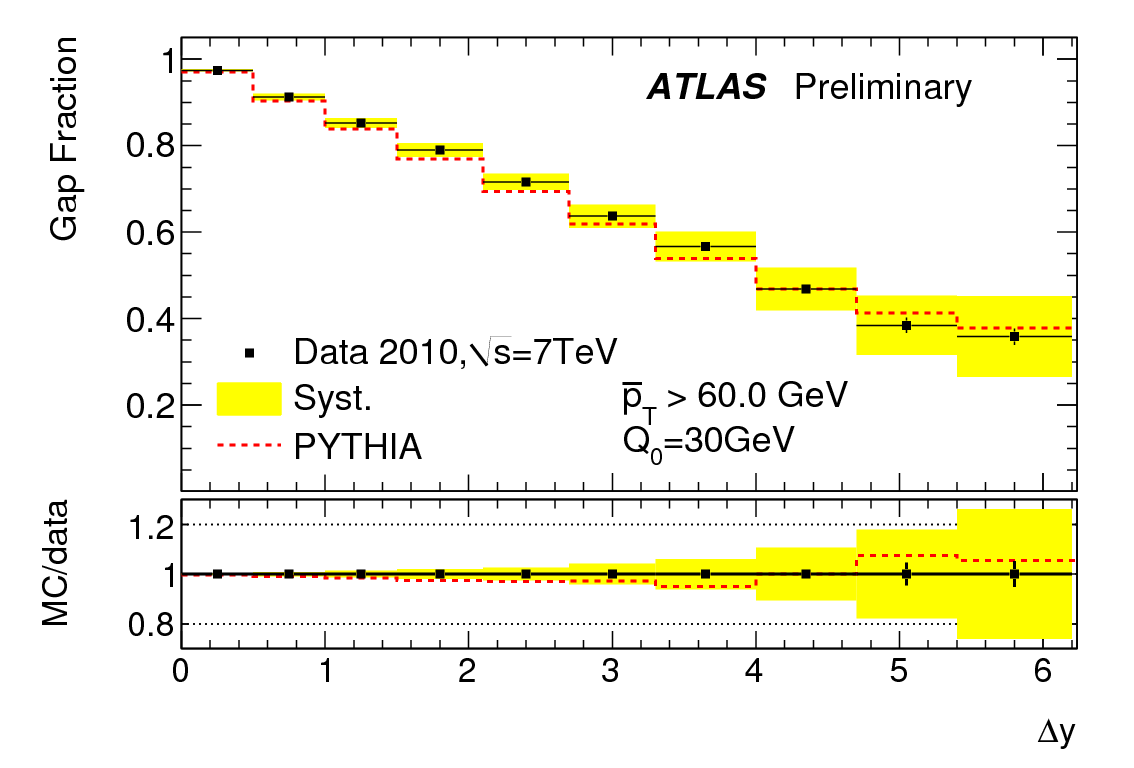 ATLAS Preliminary
Gap Fraction
1
0.8
0.6
0.4
0.2
Data 2010,√s=7TeV
Syst.
PYTHIA
p̅T > 60.0 GeV
Q0=30GeV
MC/data
1.2
1
0.8
0 1 2 3 4 5 6
Δy